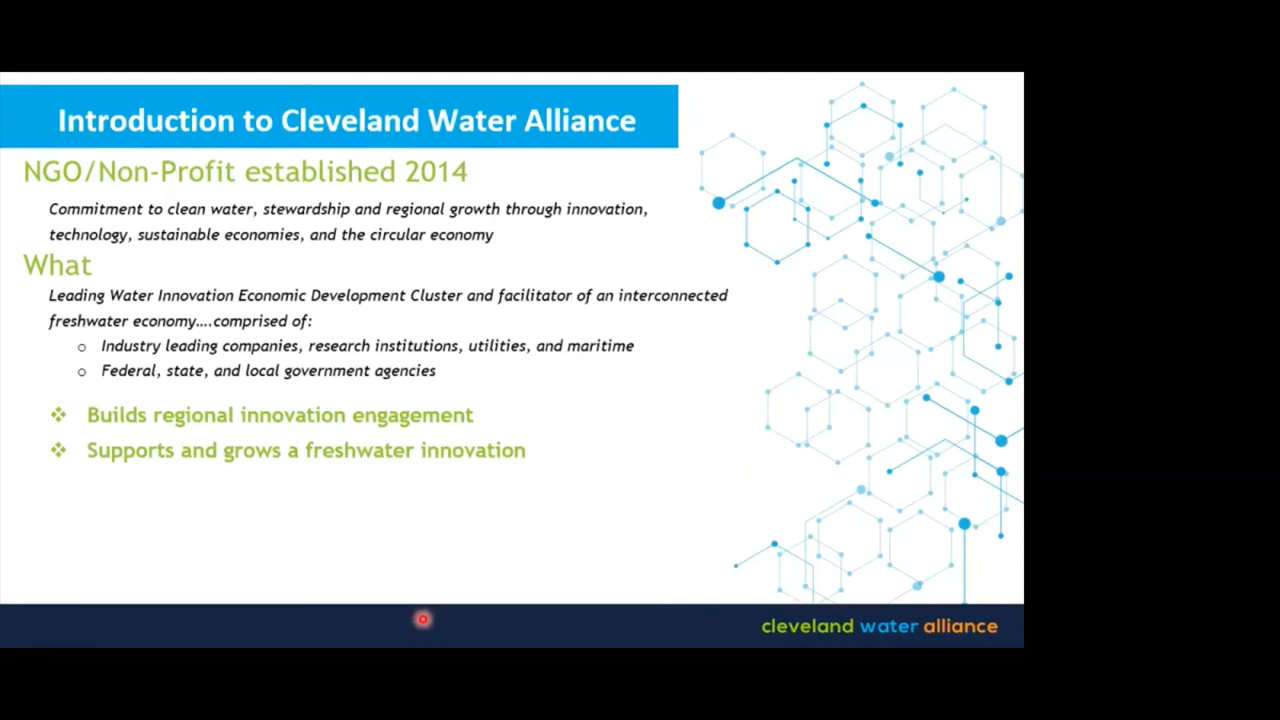 Introduction to Cleveland Water Alliance
NGO/Non-Profit established 2014
Commitment to clean water, stewardship and regional growth through innovation,
technology, sustainable economies, and the circular economy
What
Leading Water Innovation Economic Development Cluster and facilitator of an interconnected
freshwater economy….comprised of:
o Industry leading companies, research institutions, utilities, and maritime
o Federal, state, and local government agencies
❖ Builds regional innovation engagement
❖ Supports and grows a freshwater innovation
cleveland water alliance